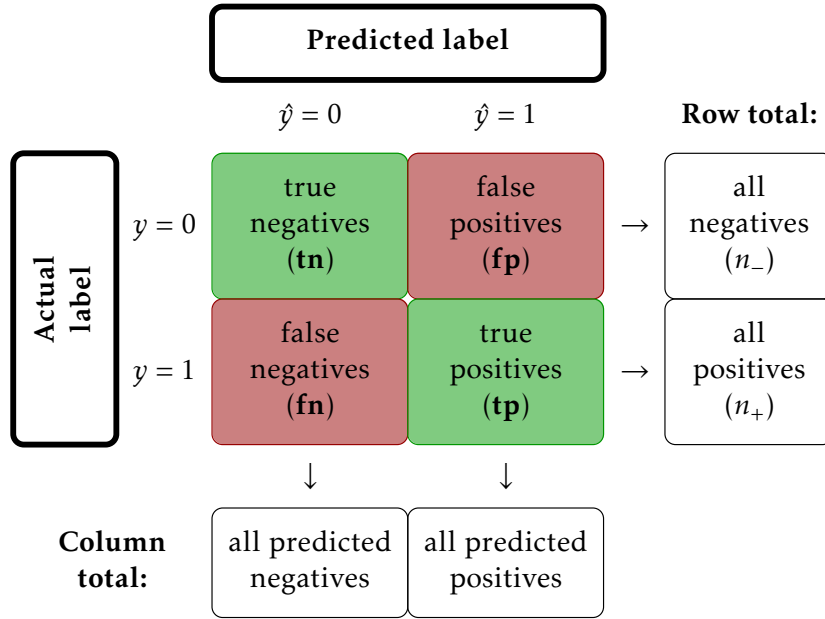 Predicted label
ŷ = 0 ŷ = 1 Row total:
Actual
label
y = 0
true
negatives
(tn)
false
positives
(fp)
→
all
negatives
(n₋)
y = 1
false
negatives
(fn)
true
positives
(tp)
→
all
positives
(n₊)
↓ ↓
Column
total:
all predicted
negatives
all predicted
positives